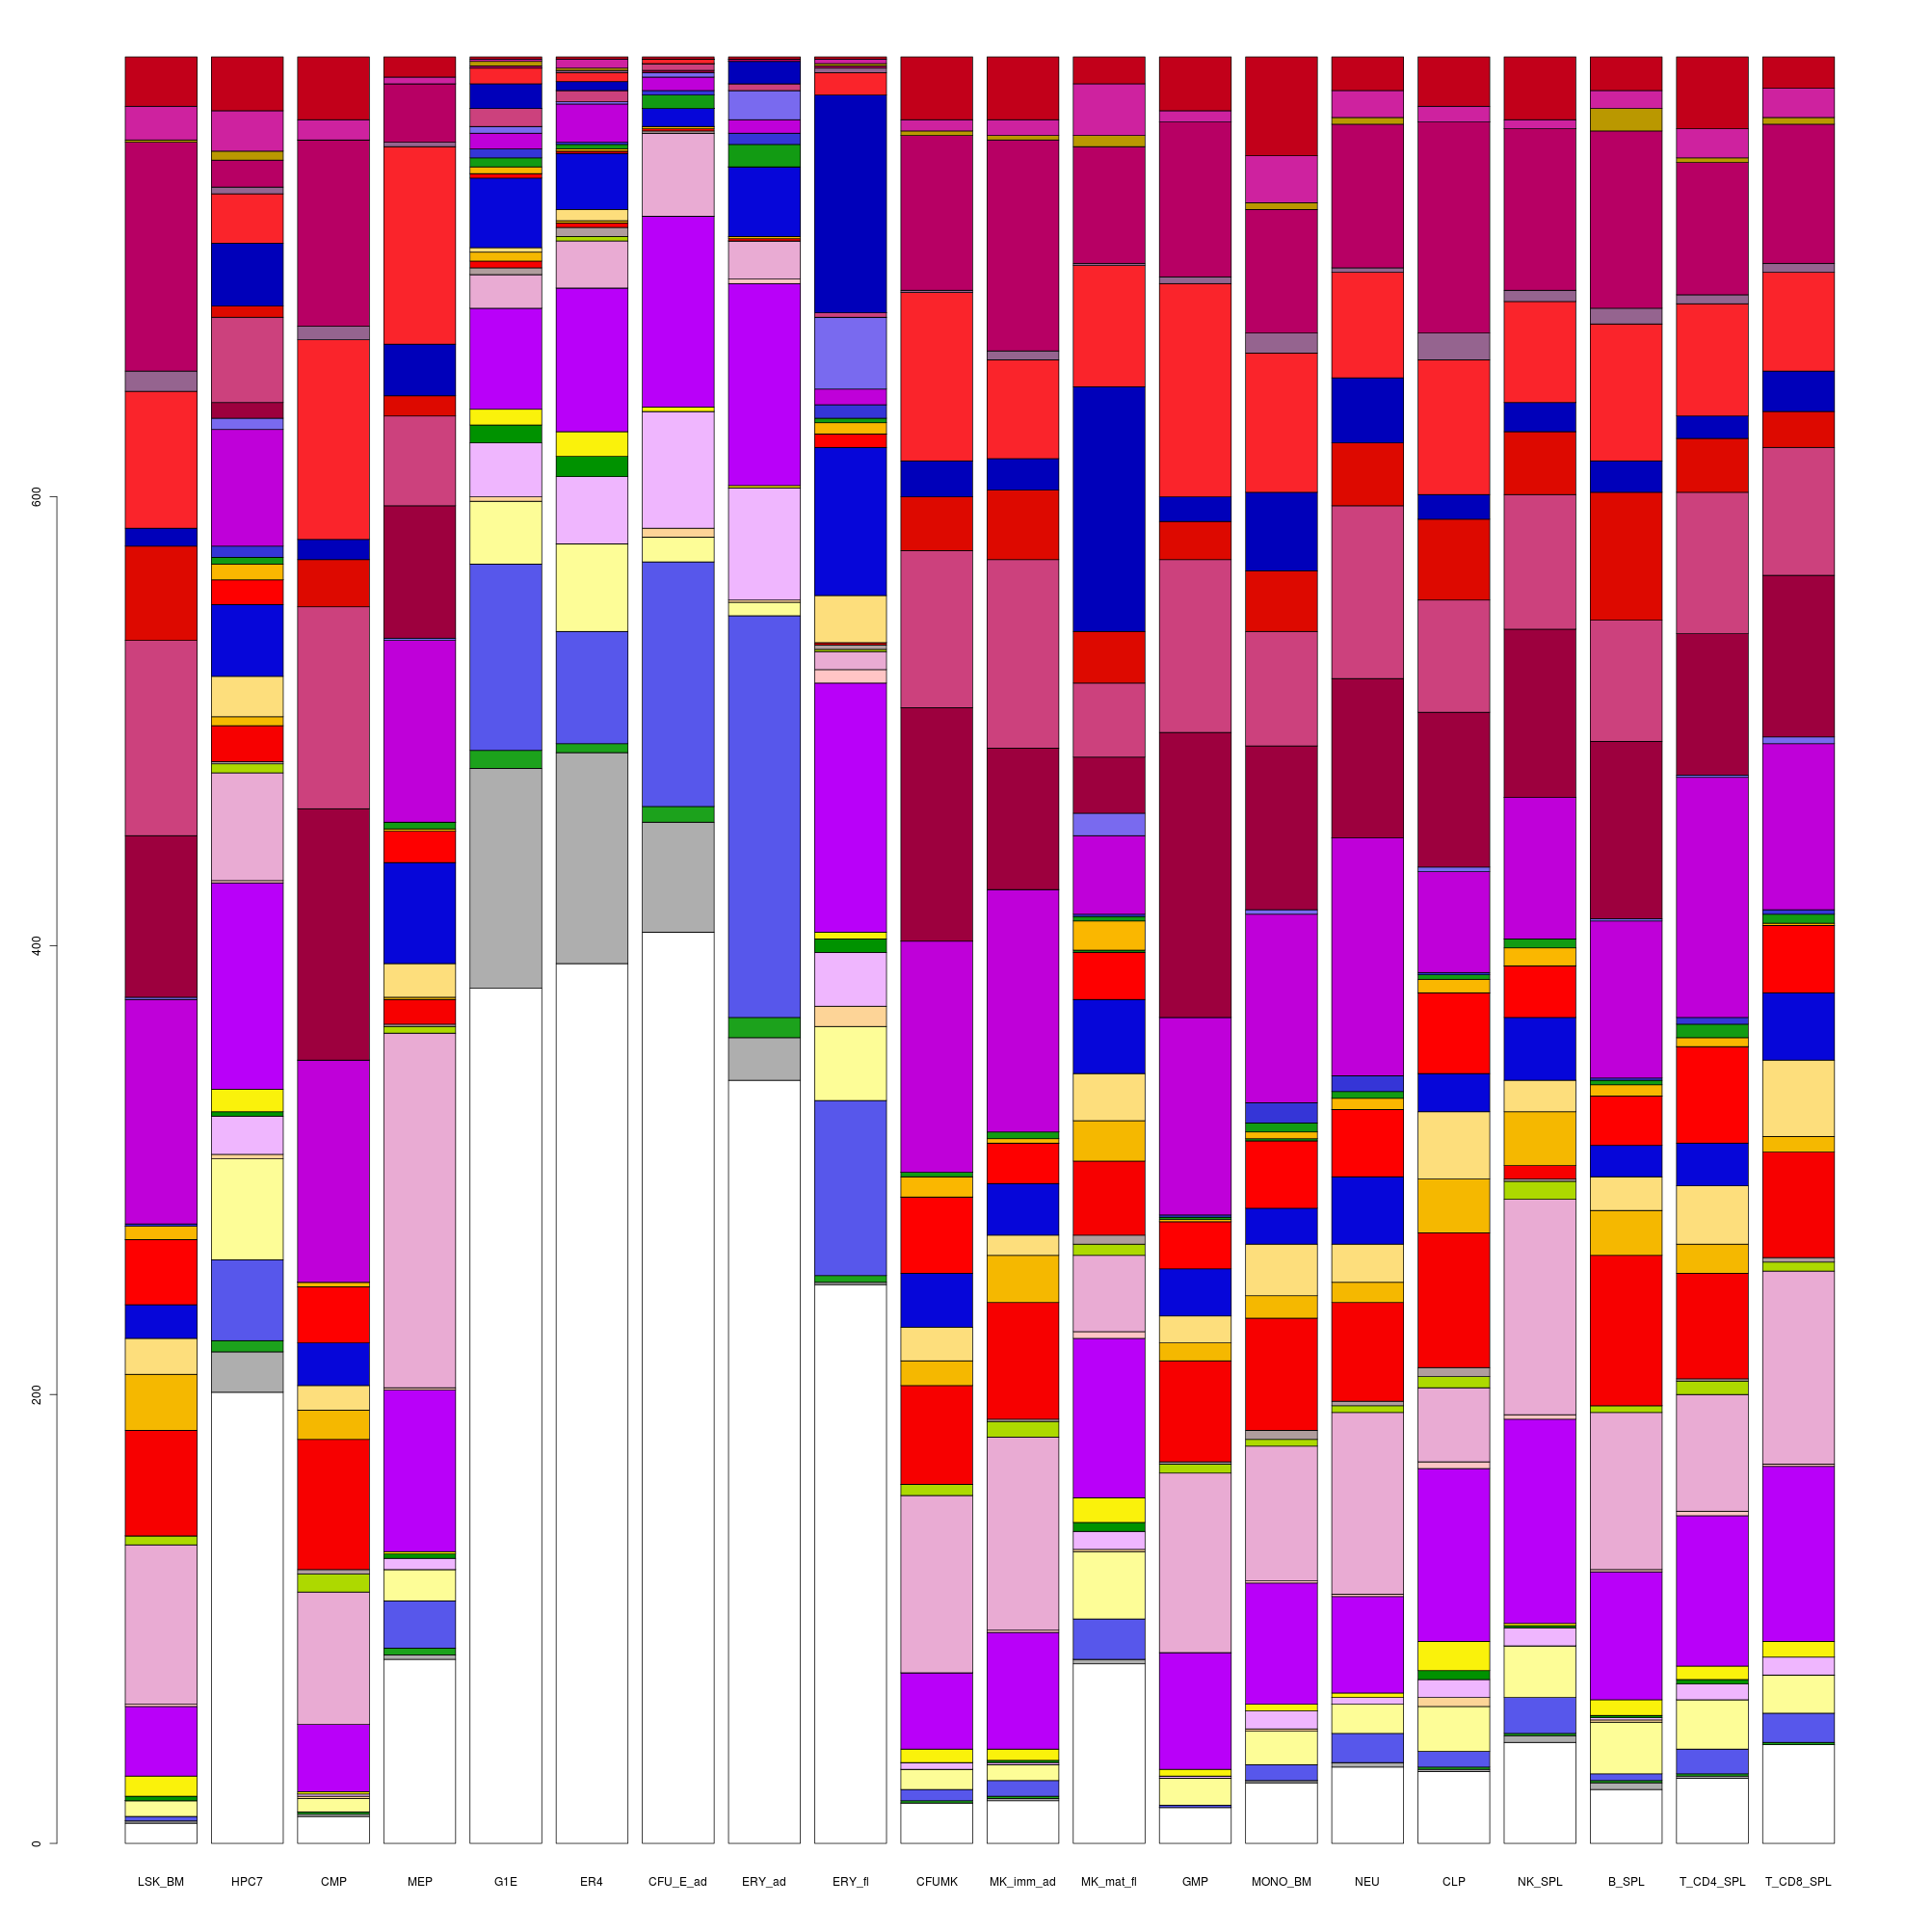 600
400
200
0
LSK_BM HPC7 CMP MEP G1E ER4 CFU_E_ad ERY_ad ERY_fl CFUMK MK_imm_ad MK_mat_fl GMP MONO_BM NEU CLP NK_SPL B_SPL T_CD4_SPL T_CD8_SPL